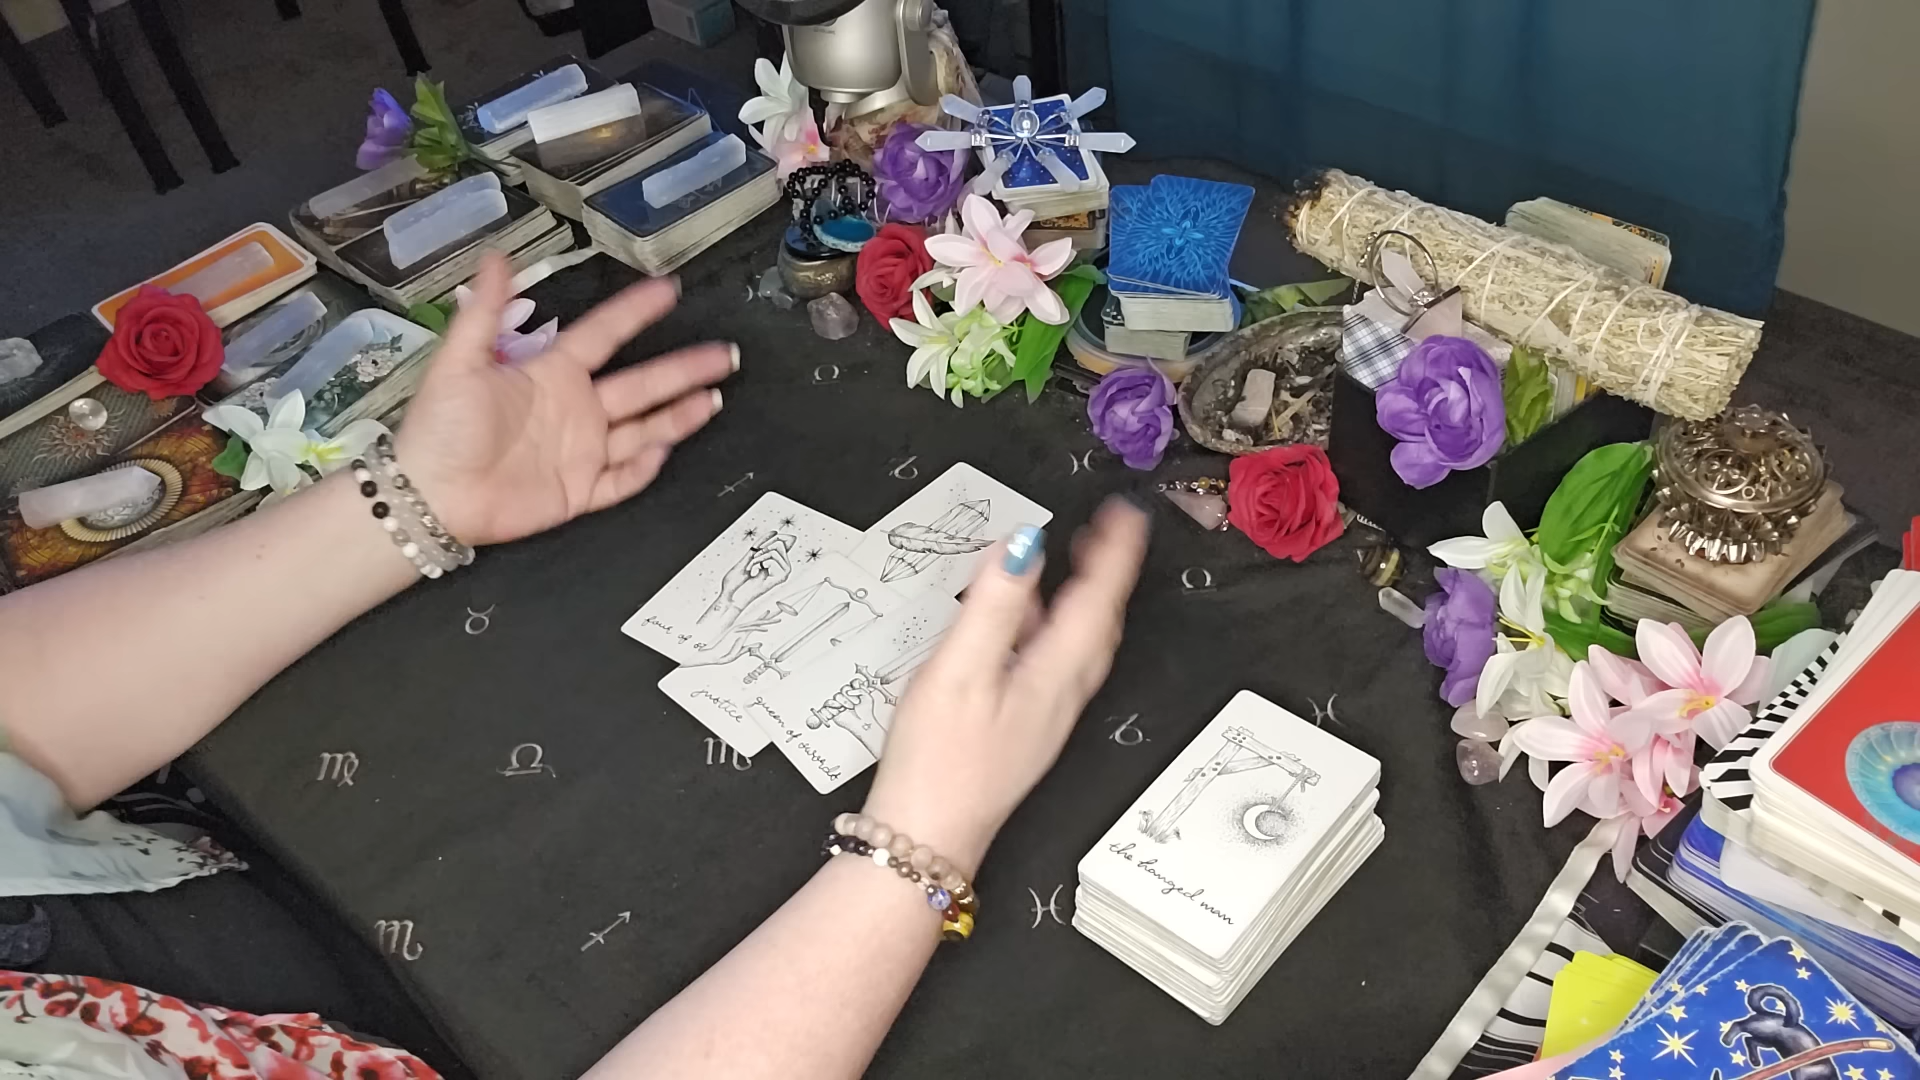 four of
justice
queen of swords
the hanged man